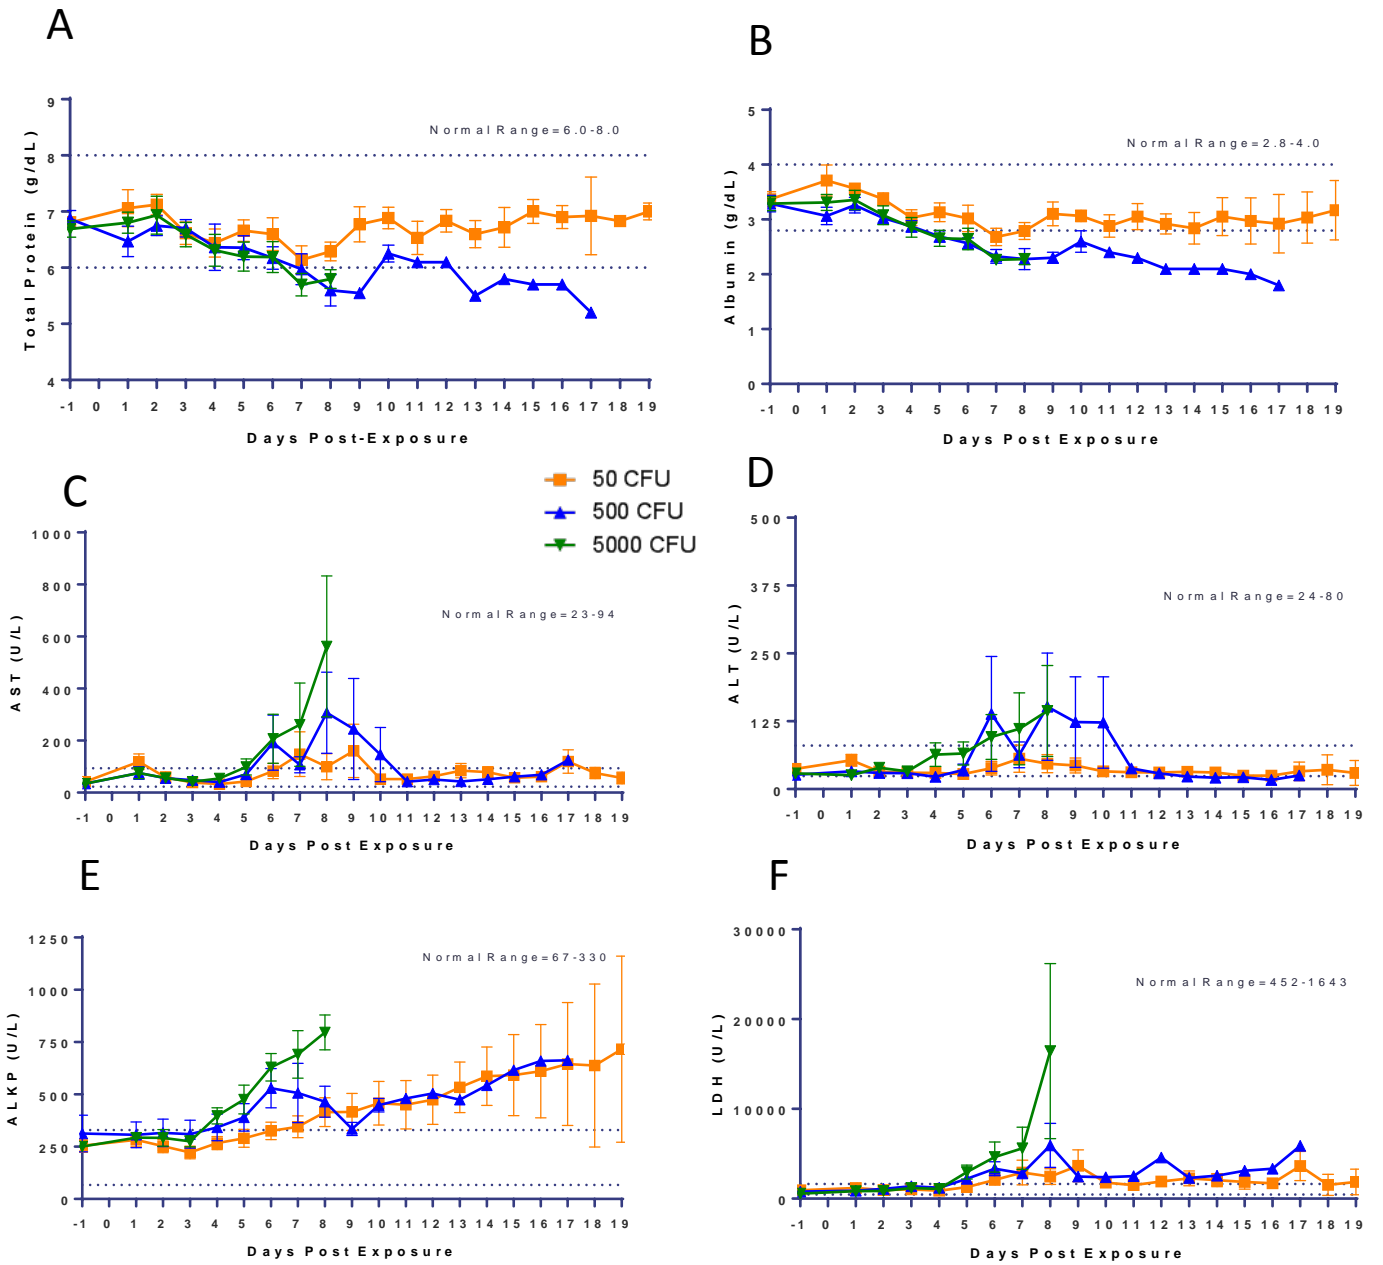 A
Total Protein (g/dL)
9
8
7
6
5
4
Normal Range=6.0-8.0
-1 0 1 2 3 4 5 6 7 8 9 10 11 12 13 14 15 16 17 18 19
Days Post-Exposure
B
Albumin (g/dL)
5
4
3
2
1
0
Normal Range=2.8-4.0
-1 0 1 2 3 4 5 6 7 8 9 10 11 12 13 14 15 16 17 18 19
Days Post Exposure
50 CFU
500 CFU
5000 CFU
C
AST (U/L)
1000
800
600
400
200
0
Normal Range=23-94
-1 0 1 2 3 4 5 6 7 8 9 10 11 12 13 14 15 16 17 18 19
Days Post Exposure
D
ALT (U/L)
500
375
250
125
0
Normal Range=24-80
-1 0 1 2 3 4 5 6 7 8 9 10 11 12 13 14 15 16 17 18 19
Days Post Exposure
E
ALKP (U/L)
1250
1000
750
500
250
0
Normal Range=67-330
-1 0 1 2 3 4 5 6 7 8 9 10 11 12 13 14 15 16 17 18 19
Days Post Exposure
F
LDH (U/L)
30000
20000
10000
0
Normal Range=452-1643
-1 0 1 2 3 4 5 6 7 8 9 10 11 12 13 14 15 16 17 18 19
Days Post Exposure